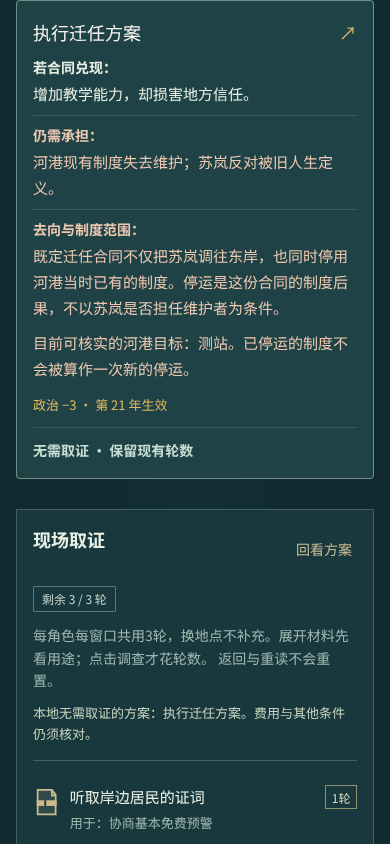 执行迁任方案 ↗
若合同兑现：
增加教学能力，却损害地方信任。
仍需承担：
河港现有制度失去维护；苏岚反对被旧人生定
义。
去向与制度范围：
既定迁任合同不仅把苏岚调往东岸，也同时停用
河港当时已有的制度。停运是这份合同的制度后
果，不以苏岚是否担任维护者为条件。
目前可核实的河港目标：测站。已停运的制度不
会被算作一次新的停运。
政治 −3 · 第 21 年生效
无需取证 · 保留现有轮数
现场取证
回看方案
剩余 3 / 3 轮
每角色每窗口共用3轮，换地点不补充。展开材料先
看用途；点击调查才花轮数。 返回与重读不会重
置。
本地无需取证的方案：执行迁任方案。费用与其他条件
仍须核对。
听取岸边居民的证词
1轮
用于：协商基本免费预警